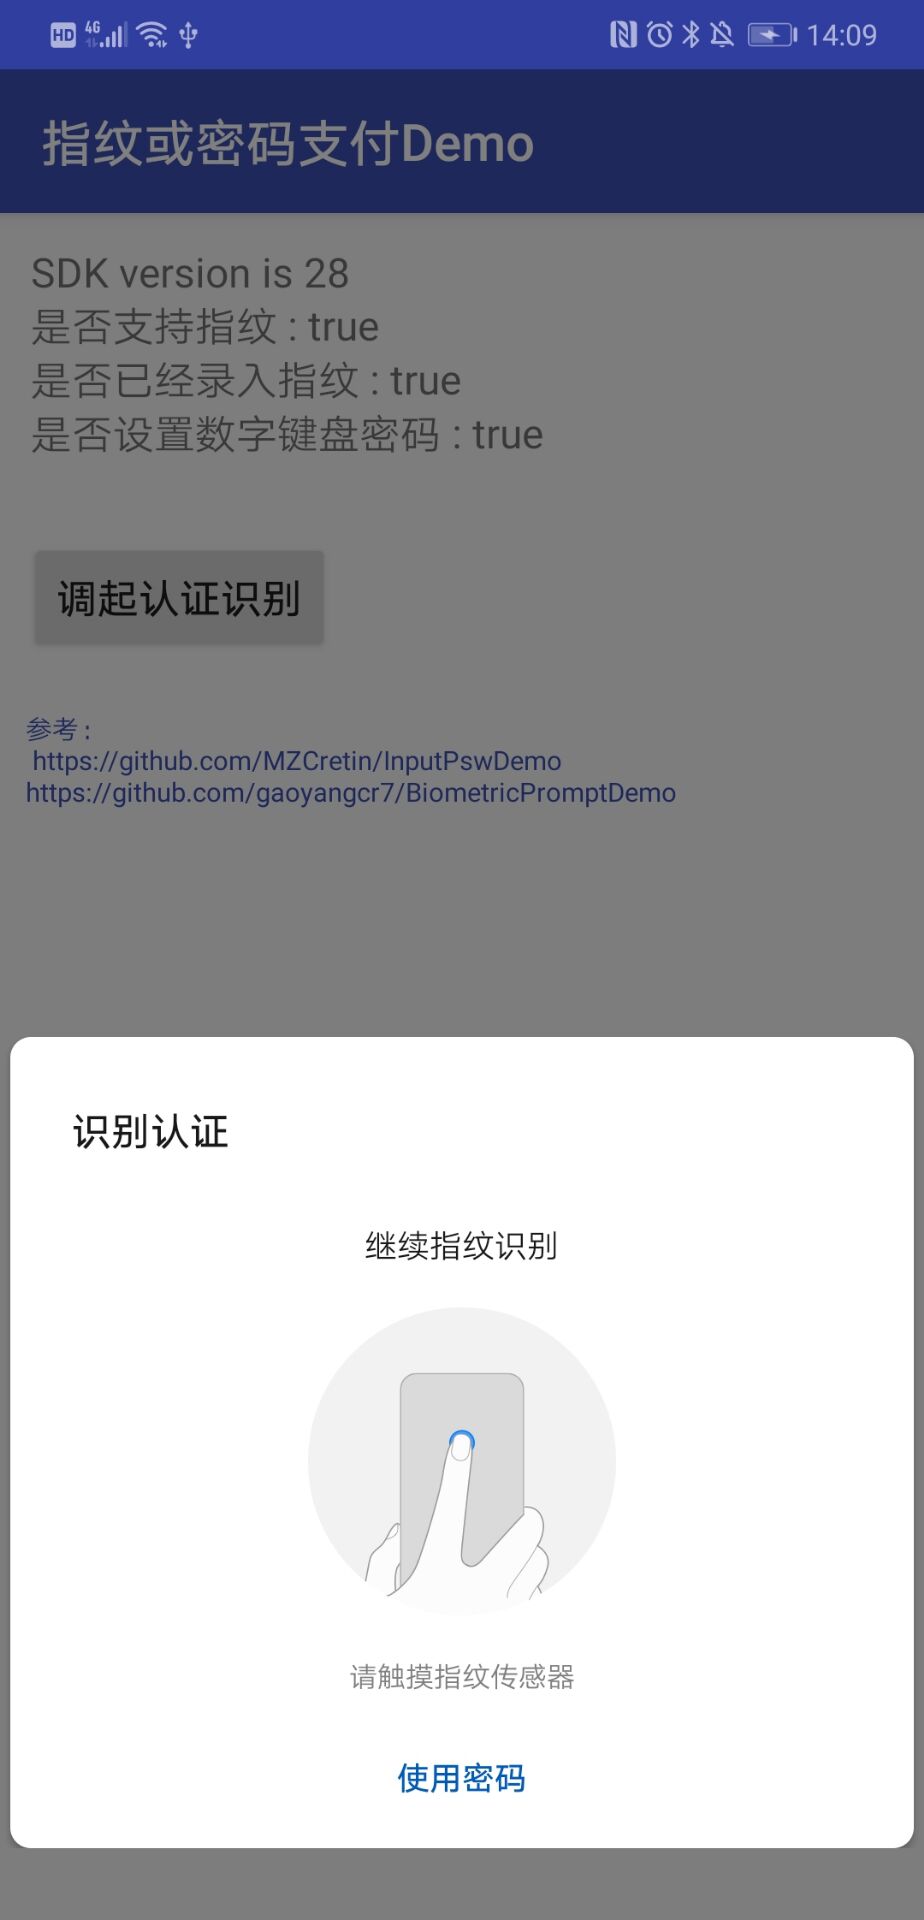 HD 4G 14:09
指纹或密码支付Demo
SDK version is 28
是否支持指纹 : true
是否已经录入指纹 : true
是否设置数字键盘密码 : true
调起认证识别
参考 :
https://github.com/MZCretin/InputPswDemo
https://github.com/gaoyangcr7/BiometricPromptDemo
识别认证
继续指纹识别
请触摸指纹传感器
使用密码